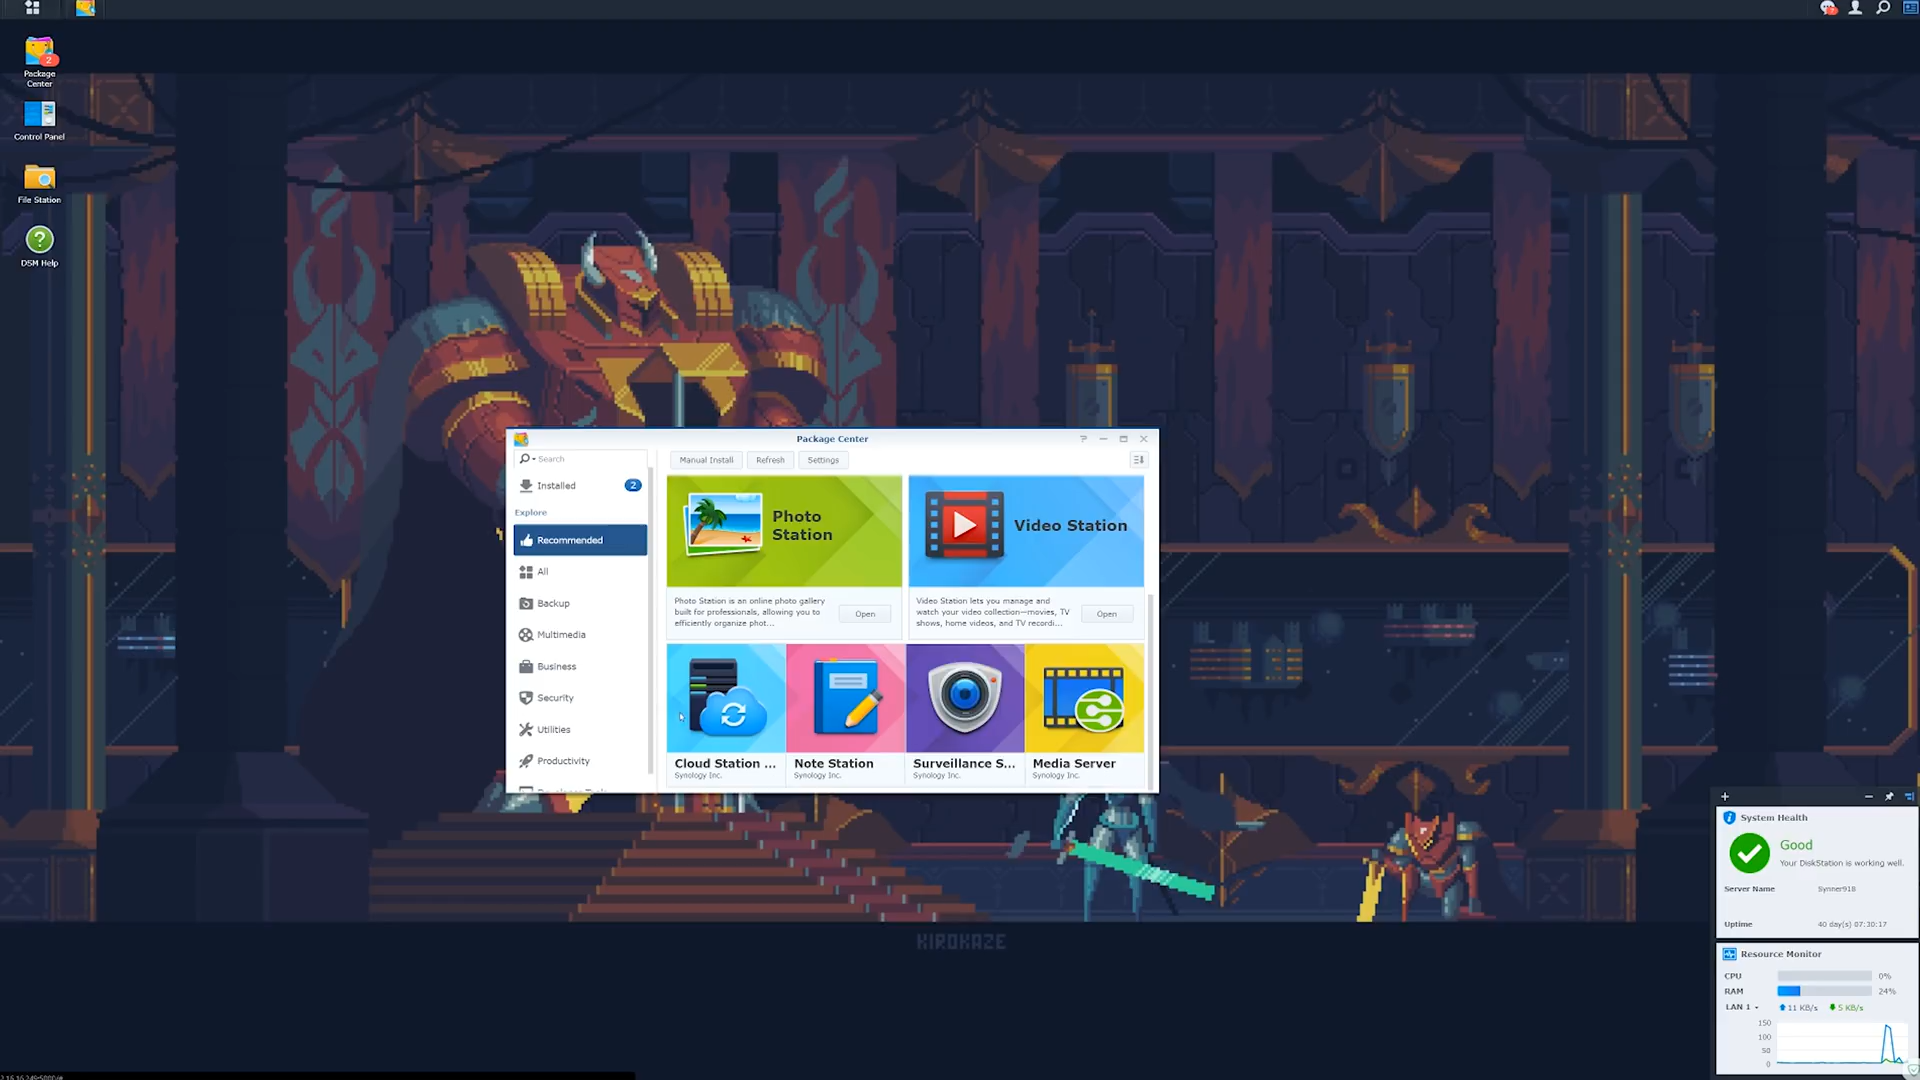 2
Package
Center
Control Panel
File Station
?
DSM Help
Package Center
Search
Manual Install
Refresh
Settings
Installed
2
Explore
Recommended
All
Backup
Multimedia
Business
Security
Utilities
Productivity
Photo
Station
Photo Station is an online photo gallery
built for professionals, allowing you to
efficiently organize phot...
Open
Video Station
Video Station lets you manage and
watch your video collection—movies, TV
shows, home videos, and TV recordi...
Open
Cloud Station ...
Synology Inc.
Note Station
Synology Inc.
Surveillance S...
Synology Inc.
Media Server
Synology Inc.
KIROKAZE
System Health
Good
Your DiskStation is working well.
Server Name
Synner918
Uptime
40 day(s) 07:30:17
Resource Monitor
CPU
0%
RAM
24%
LAN 1
11 KB/s
5 KB/s
150
100
50
0